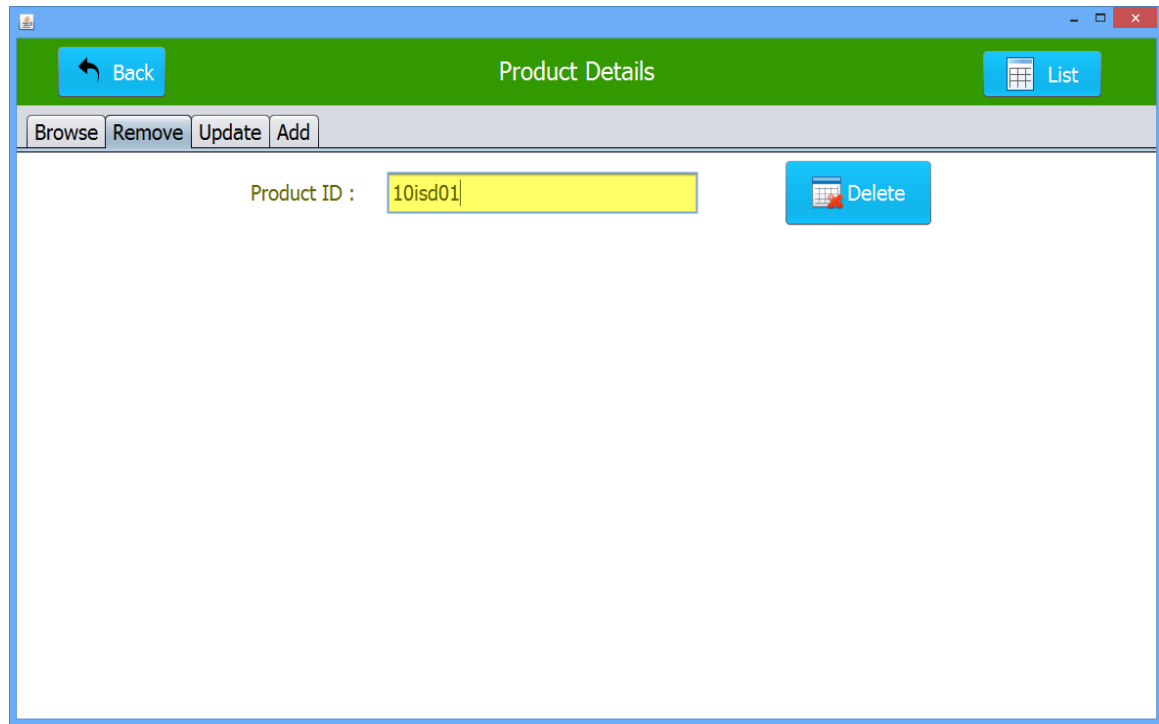 Back Product Details List
Browse Remove Update Add
Product ID : 10isd01 Delete